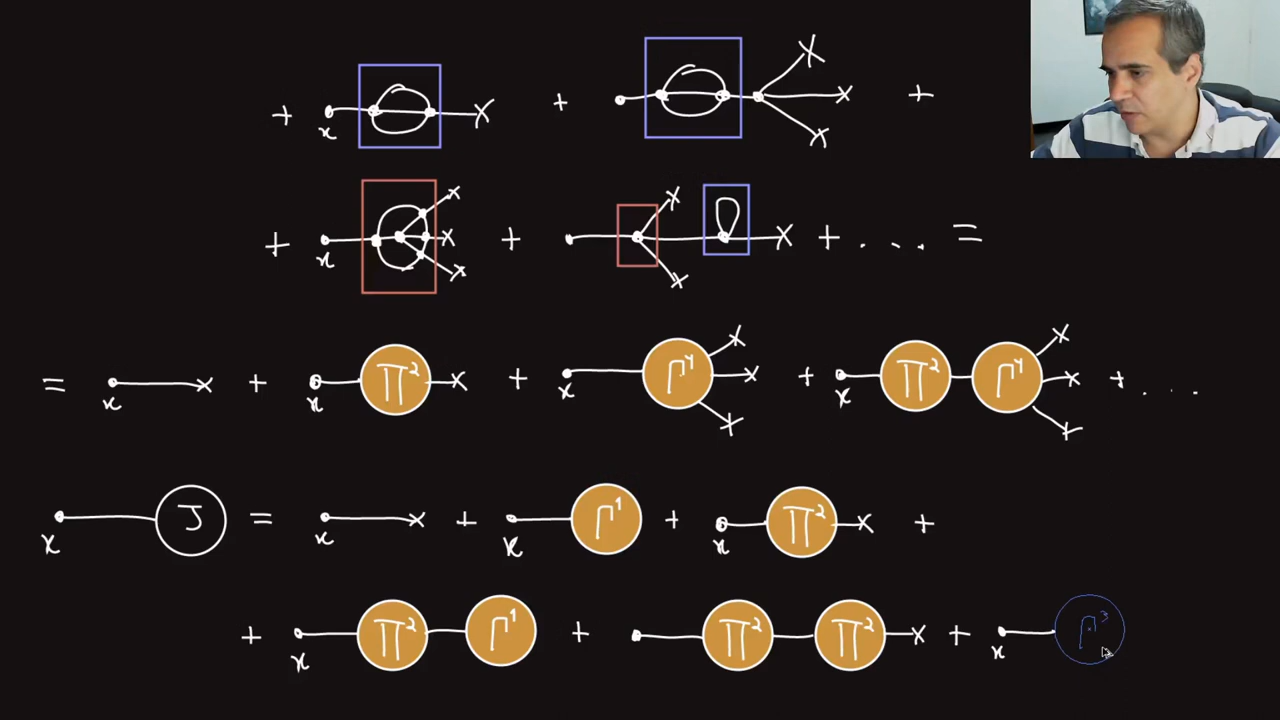 + x X + X X X +
+ x X X X + X X X + .... =
= x X + x Π² X + x Γ⁴ X X X + x Π² Γ⁴ X X X + ...
x J = x X + x Γ¹ + x Π² X +
+ x Π² Γ¹ + Π² Π² X + x Γ³